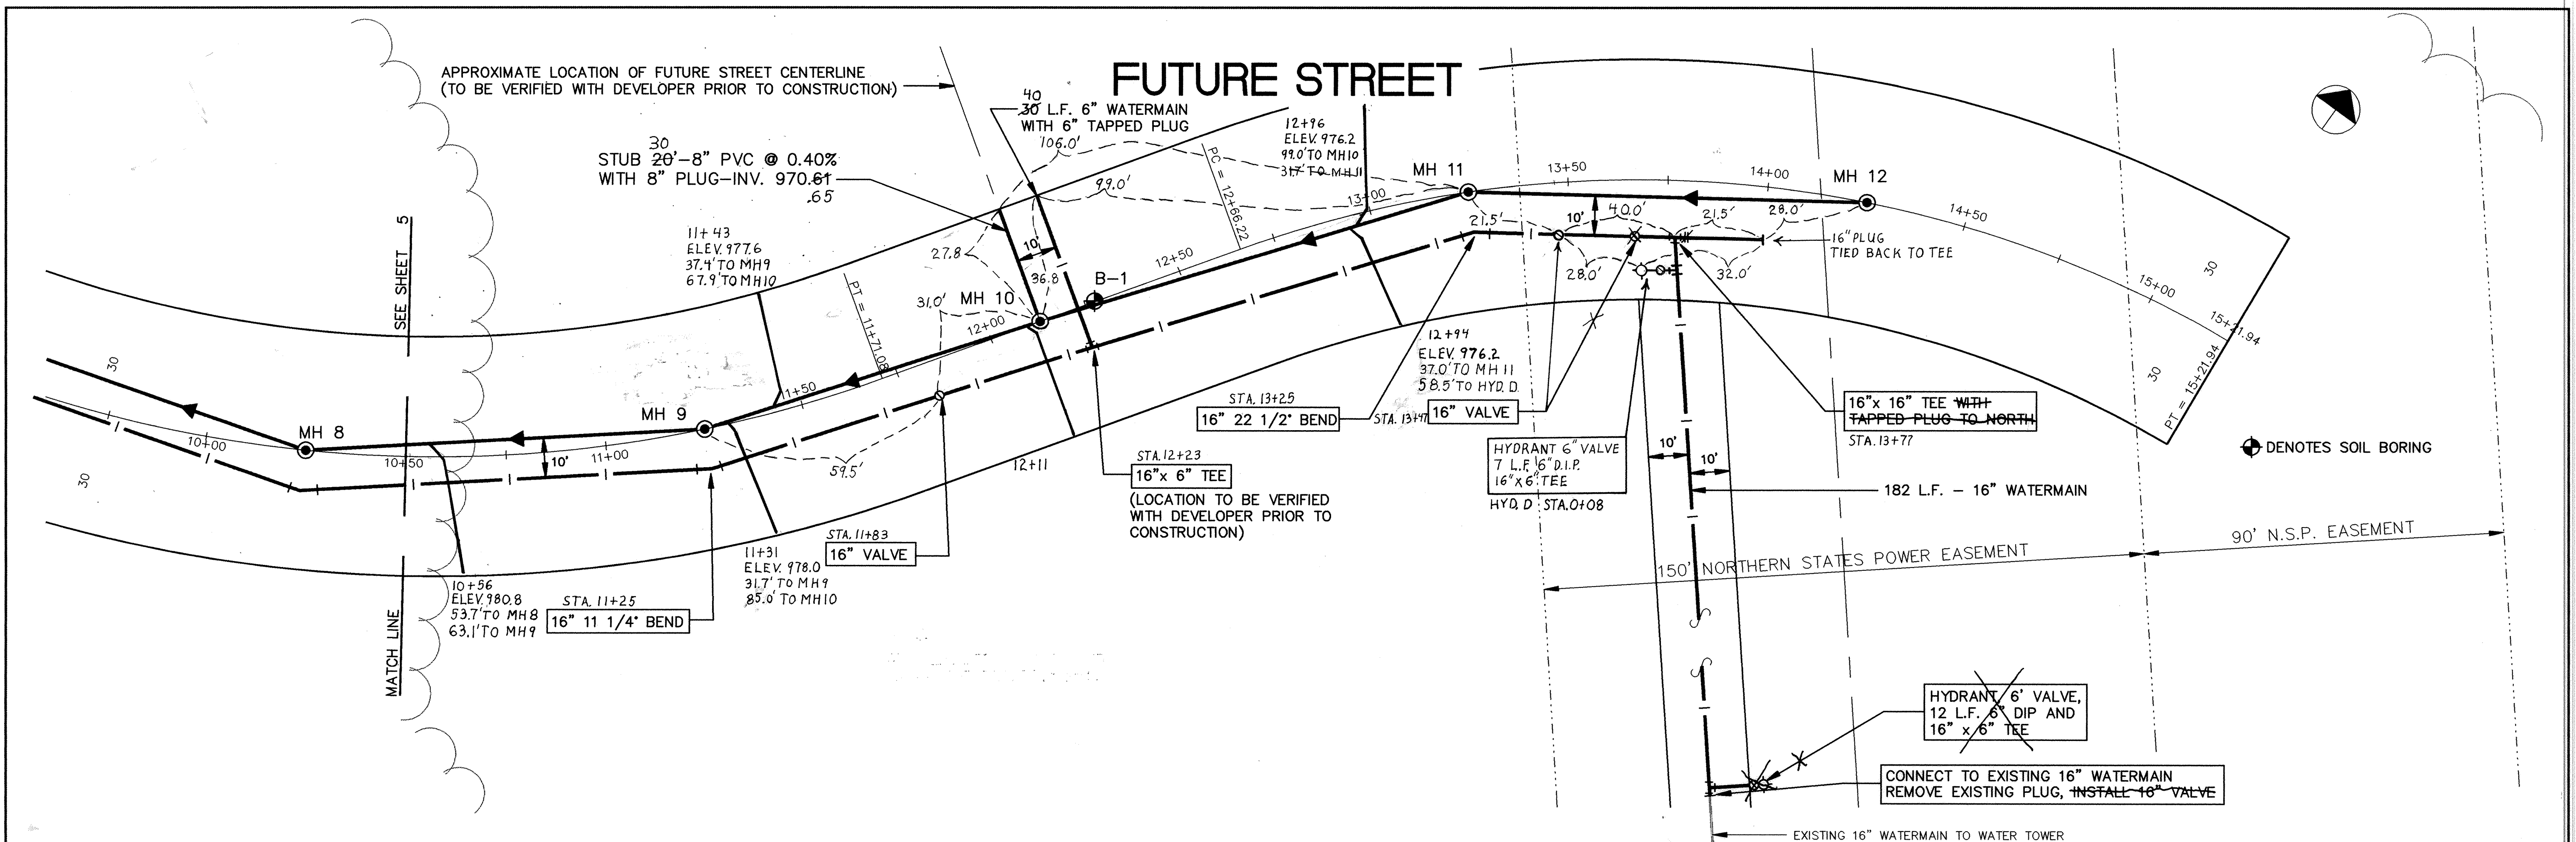 FUTURE STREET
APPROXIMATE LOCATION OF FUTURE STREET CENTERLINE
(TO BE VERIFIED WITH DEVELOPER PRIOR TO CONSTRUCTION)
40
30 L.F. 6" WATERMAIN
WITH 6" TAPPED PLUG
106.0'
30
STUB 20'-8" PVC @ 0.40%
WITH 8" PLUG-INV. 970.61
.65
12+96
ELEV. 976.2
99.0' TO MH10
31.7' TO MH11
99.0'
PC = 12+66.22
13+00
MH 11
13+50
14+00
MH 12
14+50
15+00
15+21.94
PT = 15+21.94
30
30
21.5'
10'
40.0'
21.5'
28.0'
28.0'
32.0'
16" PLUG
TIED BACK TO TEE
SEE SHEET 5
MATCH LINE
11+43
ELEV. 977.6
37.4' TO MH9
67.9' TO MH10
27.8
10'
36.8
31.0'
MH 10
B-1
12+50
12+00
PT = 11+71.08
11+50
MH 9
11+00
10+50
10+00
MH 8
30
30
10'
59.5'
12+11
10+56
ELEV. 980.8
53.7' TO MH8
63.1' TO MH9
STA. 11+25
16" 11 1/4° BEND
11+31
ELEV. 978.0
31.7' TO MH9
85.0' TO MH10
STA. 11+83
16" VALVE
STA. 12+23
16"x 6" TEE
(LOCATION TO BE VERIFIED
WITH DEVELOPER PRIOR TO
CONSTRUCTION)
12+94
ELEV. 976.2
37.0' TO MH 11
58.5' TO HYD. D.
STA. 13+25
16" 22 1/2° BEND
STA. 13+47
16" VALVE
HYDRANT 6" VALVE
7 L.F. 6" D.I.P.
16"x 6" TEE
HYD. D STA. 0+08
16"x 16" TEE WITH
TAPPED PLUG TO NORTH
STA. 13+77
10'
10'
182 L.F. - 16" WATERMAIN
DENOTES SOIL BORING
150' NORTHERN STATES POWER EASEMENT
90' N.S.P. EASEMENT
HYDRANT 6' VALVE,
12 L.F. 6" DIP AND
16" x 6" TEE
CONNECT TO EXISTING 16" WATERMAIN
REMOVE EXISTING PLUG, INSTALL 16" VALVE
EXISTING 16" WATERMAIN TO WATER TOWER